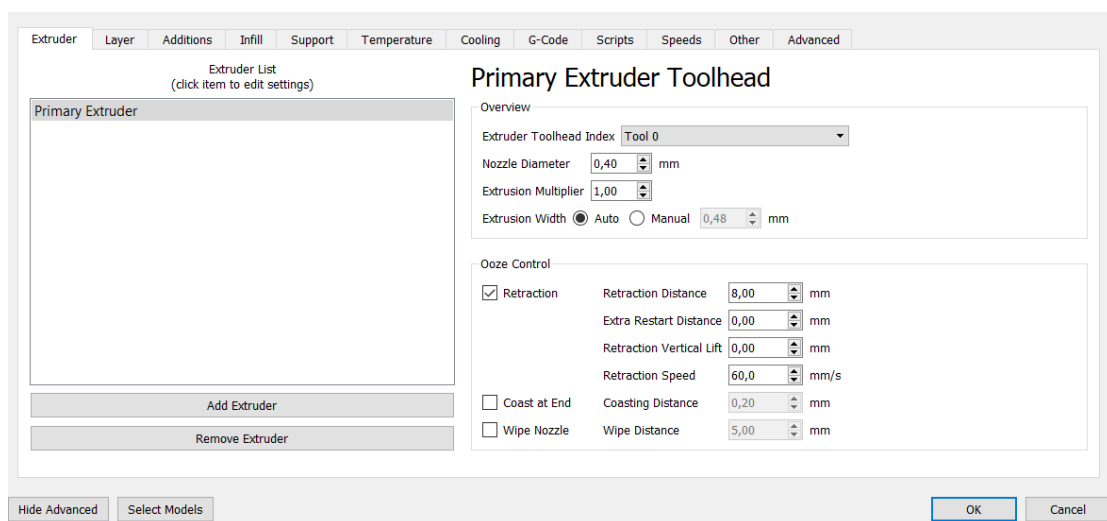 Extruder Layer Additions Infill Support Temperature Cooling G-Code Scripts Speeds Other Advanced
Extruder List
(click item to edit settings)
Primary Extruder
Add Extruder
Remove Extruder
Primary Extruder Toolhead
Overview
Extruder Toolhead Index Tool 0
Nozzle Diameter 0,40 mm
Extrusion Multiplier 1,00
Extrusion Width Auto Manual 0,48 mm
Ooze Control
Retraction Retraction Distance 8,00 mm
Extra Restart Distance 0,00 mm
Retraction Vertical Lift 0,00 mm
Retraction Speed 60,0 mm/s
Coast at End Coasting Distance 0,20 mm
Wipe Nozzle Wipe Distance 5,00 mm
Hide Advanced Select Models OK Cancel